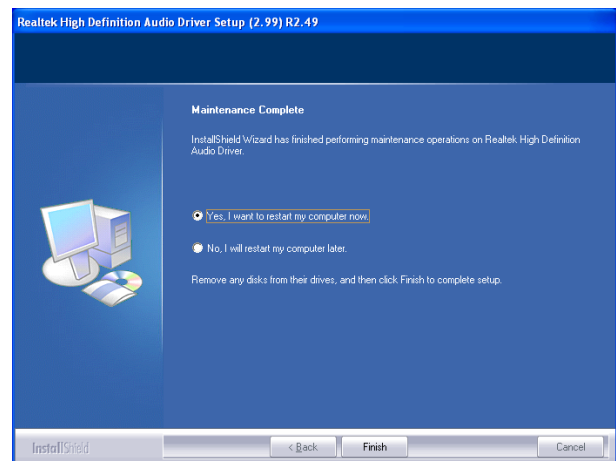 Realtek High Definition Audio Driver Setup (2.99) R2.49
Maintenance Complete
InstallShield Wizard has finished performing maintenance operations on Realtek High Definition
Audio Driver.
Yes, I want to restart my computer now.
No, I will restart my computer later.
Remove any disks from their drives, and then click Finish to complete setup.
InstallShield
< Back
Finish
Cancel